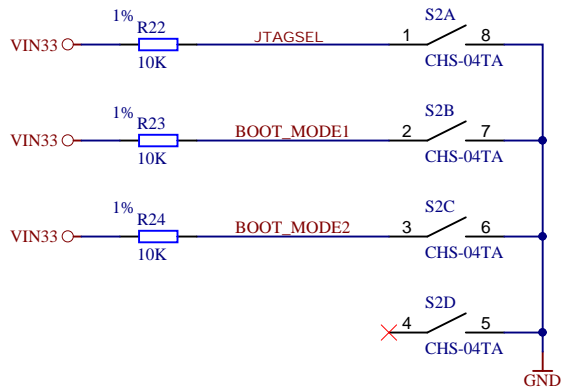 1%
R22
VIN33
10K
JTAGSEL
S2A
1
8
CHS-04TA
1%
R23
VIN33
10K
BOOT_MODE1
S2B
2
7
CHS-04TA
1%
R24
VIN33
10K
BOOT_MODE2
S2C
3
6
CHS-04TA
S2D
4
5
CHS-04TA
GND